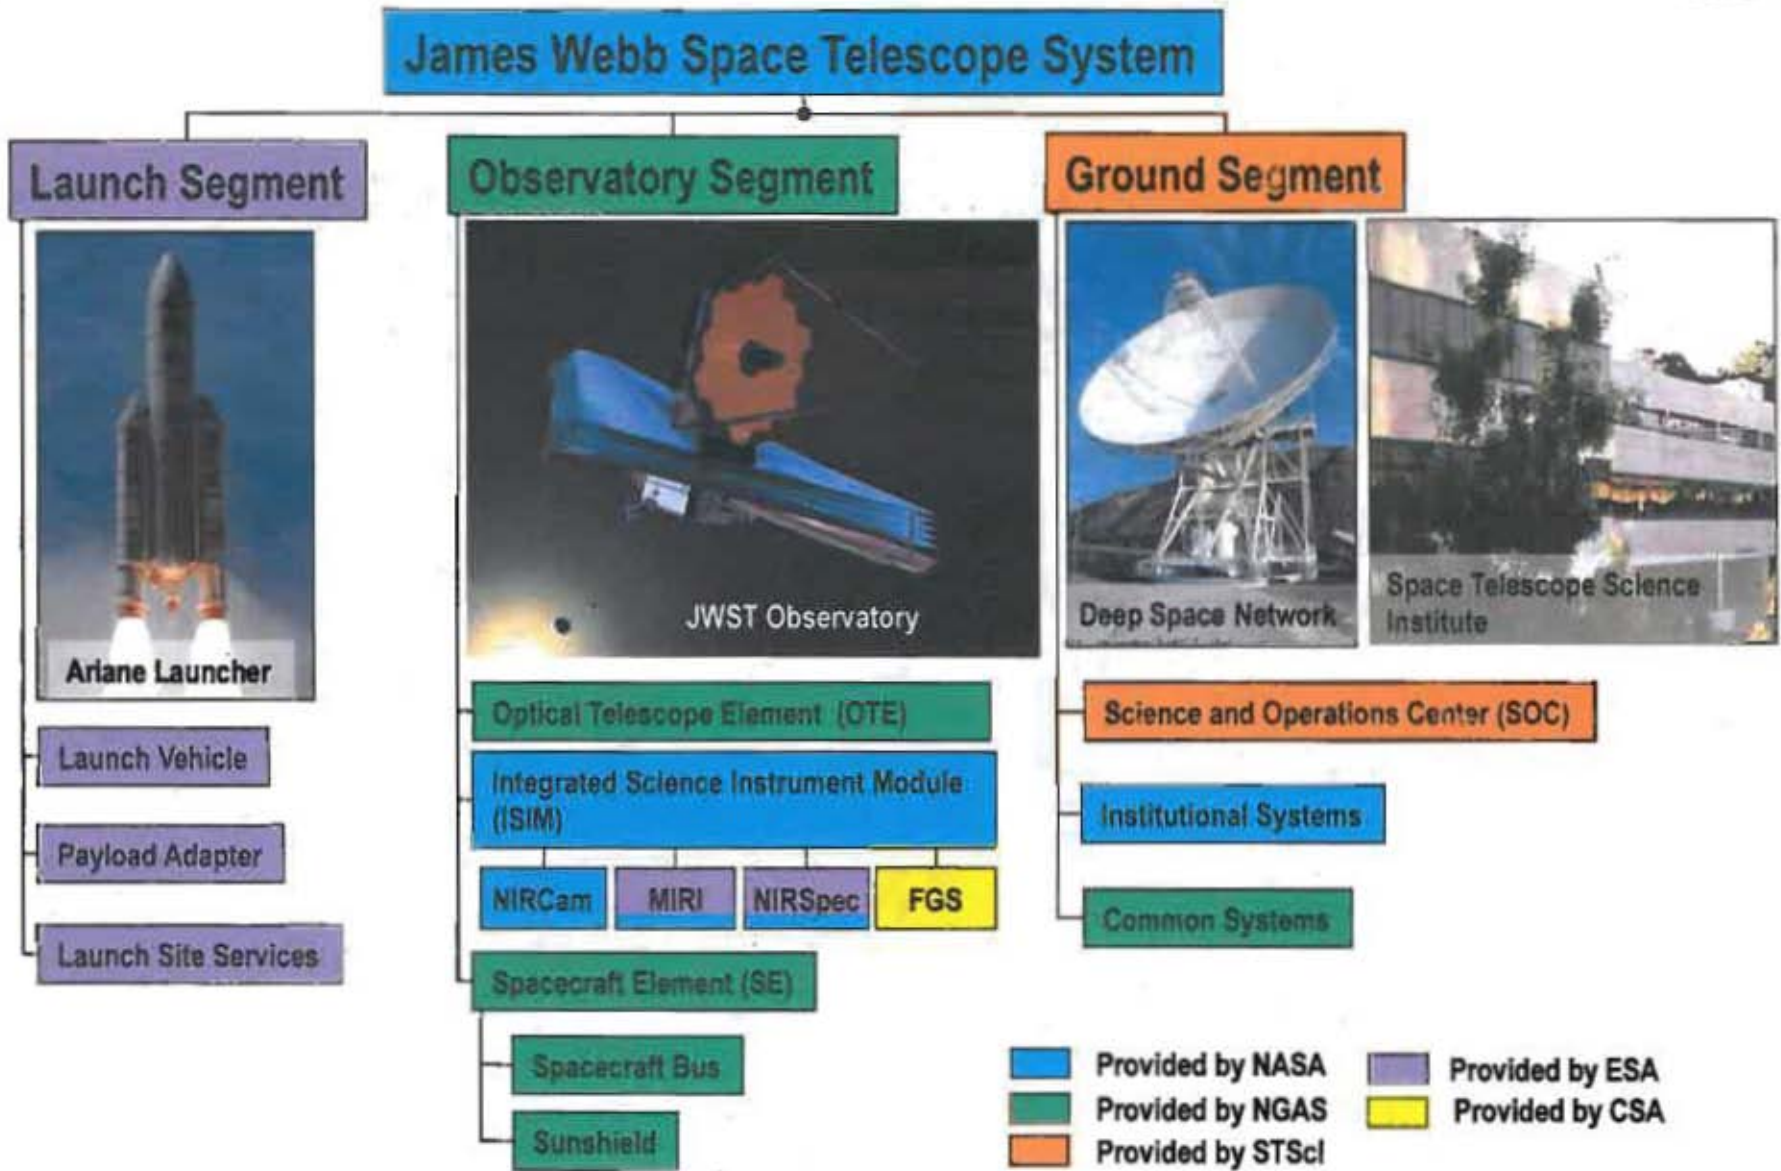 James Webb Space Telescope System
Launch Segment
Observatory Segment
Ground Segment
Ariane Launcher
JWST Observatory
Deep Space Network
Space Telescope Science
Institute
Launch Vehicle
Payload Adapter
Launch Site Services
Optical Telescope Element (OTE)
Integrated Science Instrument Module
(ISIM)
NIRCam
MIRI
NIRSpec
FGS
Spacecraft Element (SE)
Spacecraft Bus
Sunshield
Science and Operations Center (SOC)
Institutional Systems
Common Systems
Provided by NASA
Provided by NGAS
Provided by STScI
Provided by ESA
Provided by CSA